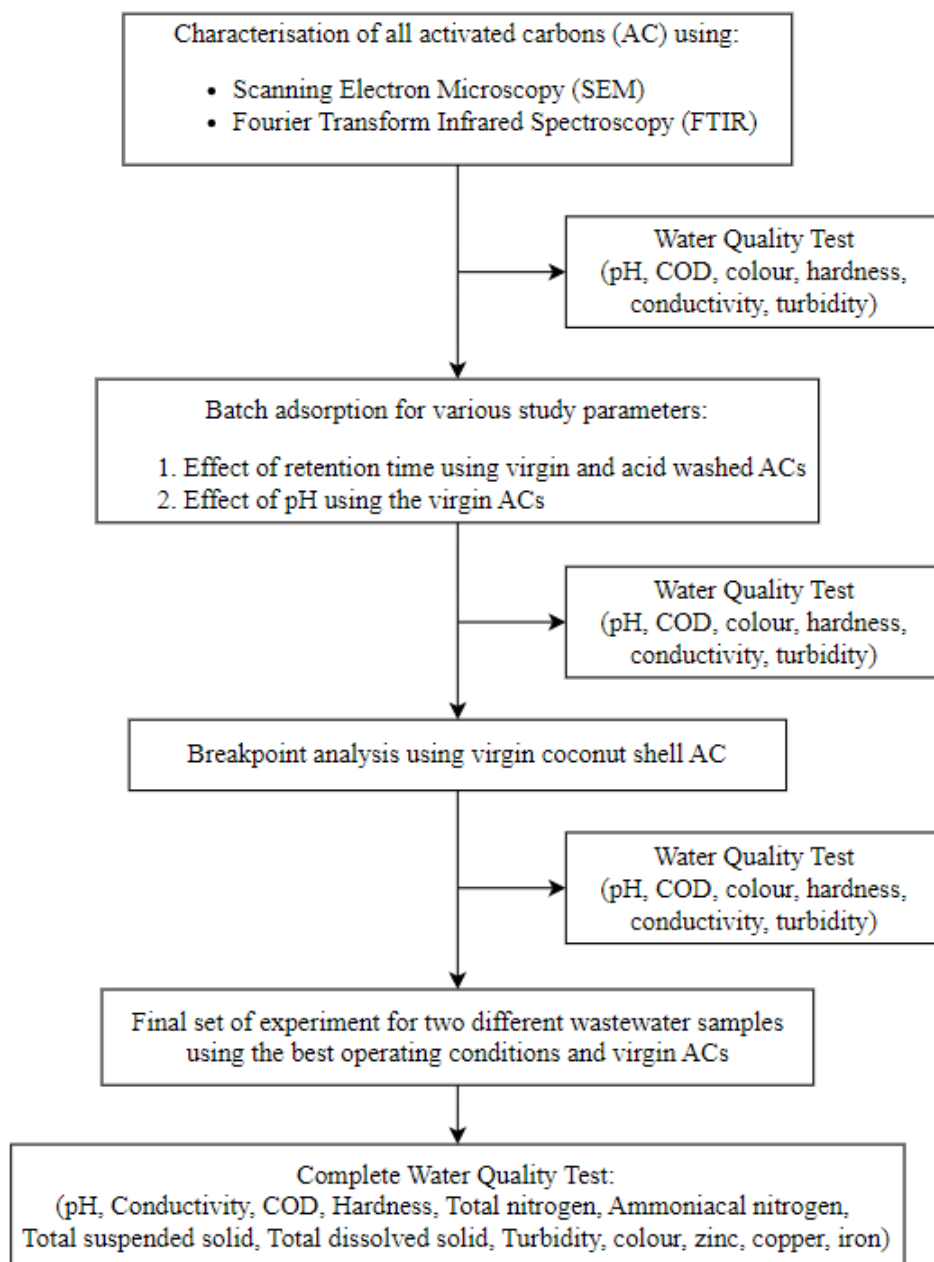 Characterisation of all activated carbons (AC) using:
• Scanning Electron Microscopy (SEM)
• Fourier Transform Infrared Spectroscopy (FTIR)
Water Quality Test
(pH, COD, colour, hardness,
conductivity, turbidity)
Batch adsorption for various study parameters:
1. Effect of retention time using virgin and acid washed ACs
2. Effect of pH using the virgin ACs
Water Quality Test
(pH, COD, colour, hardness,
conductivity, turbidity)
Breakpoint analysis using virgin coconut shell AC
Water Quality Test
(pH, COD, colour, hardness,
conductivity, turbidity)
Final set of experiment for two different wastewater samples
using the best operating conditions and virgin ACs
Complete Water Quality Test:
(pH, Conductivity, COD, Hardness, Total nitrogen, Ammoniacal nitrogen,
Total suspended solid, Total dissolved solid, Turbidity, colour, zinc, copper, iron)